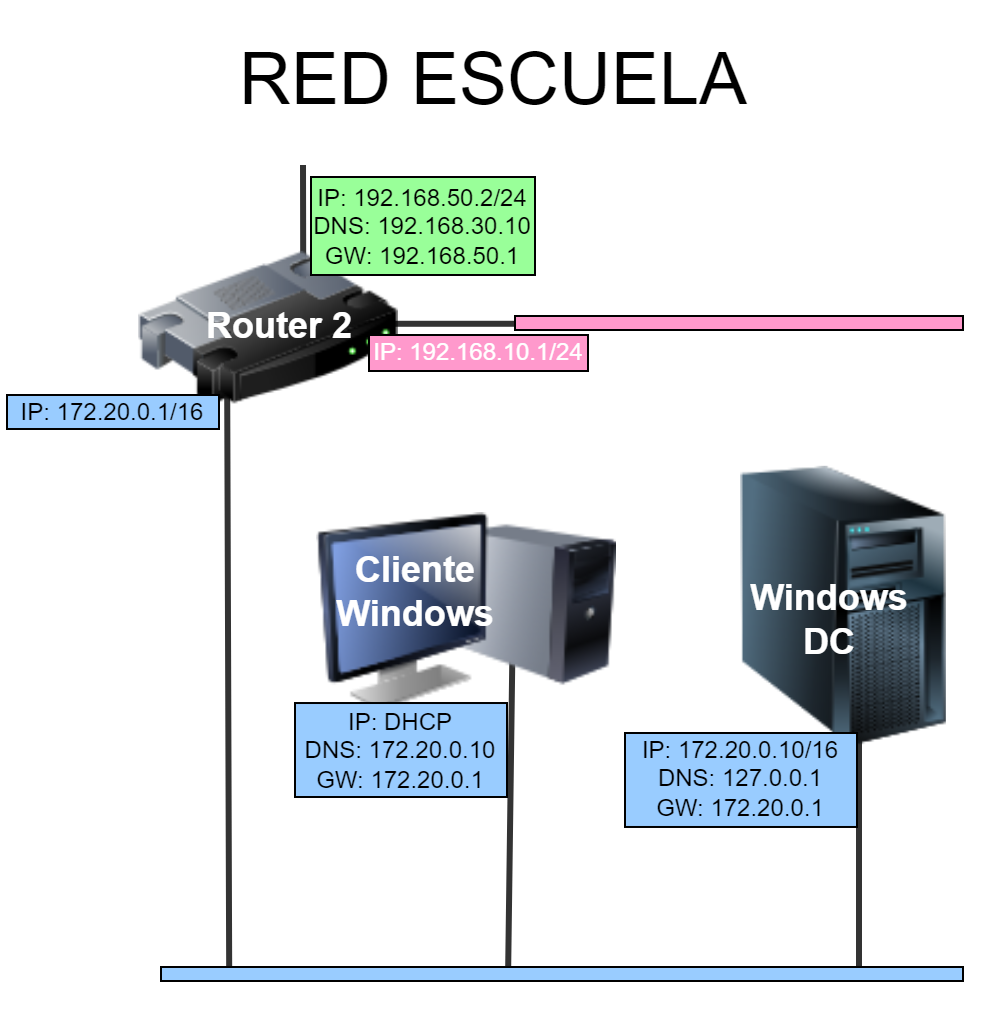 RED ESCUELA
IP: 192.168.50.2/24
DNS: 192.168.30.10
GW: 192.168.50.1
Router 2
IP: 192.168.10.1/24
IP: 172.20.0.1/16
Cliente
Windows
IP: DHCP
DNS: 172.20.0.10
GW: 172.20.0.1
Windows
DC
IP: 172.20.0.10/16
DNS: 127.0.0.1
GW: 172.20.0.1